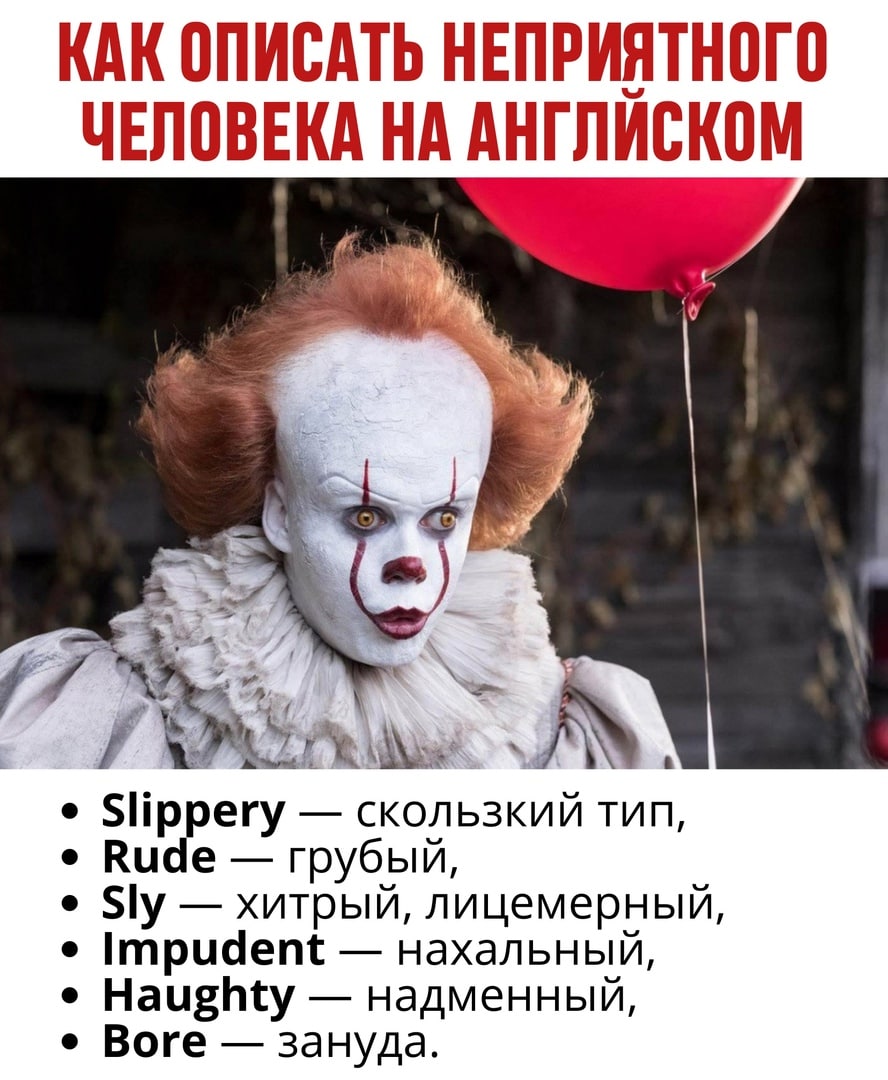 КАК ОПИСАТЬ НЕПРИЯТНОГО
ЧЕЛОВЕКА НА АНГЛЙСКОМ
• Slippery — скользкий тип,
• Rude — грубый,
• Sly — хитрый, лицемерный,
• Impudent — нахальный,
• Haughty — надменный,
• Bore — зануда.